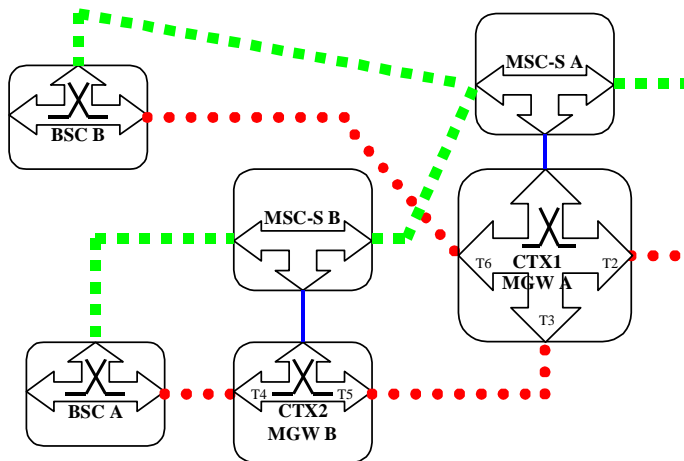 MSC-S A
BSC B
MSC-S B
T6
CTX1
T2
MGW A
T3
T4
T5
BSC A
CTX2
MGW B